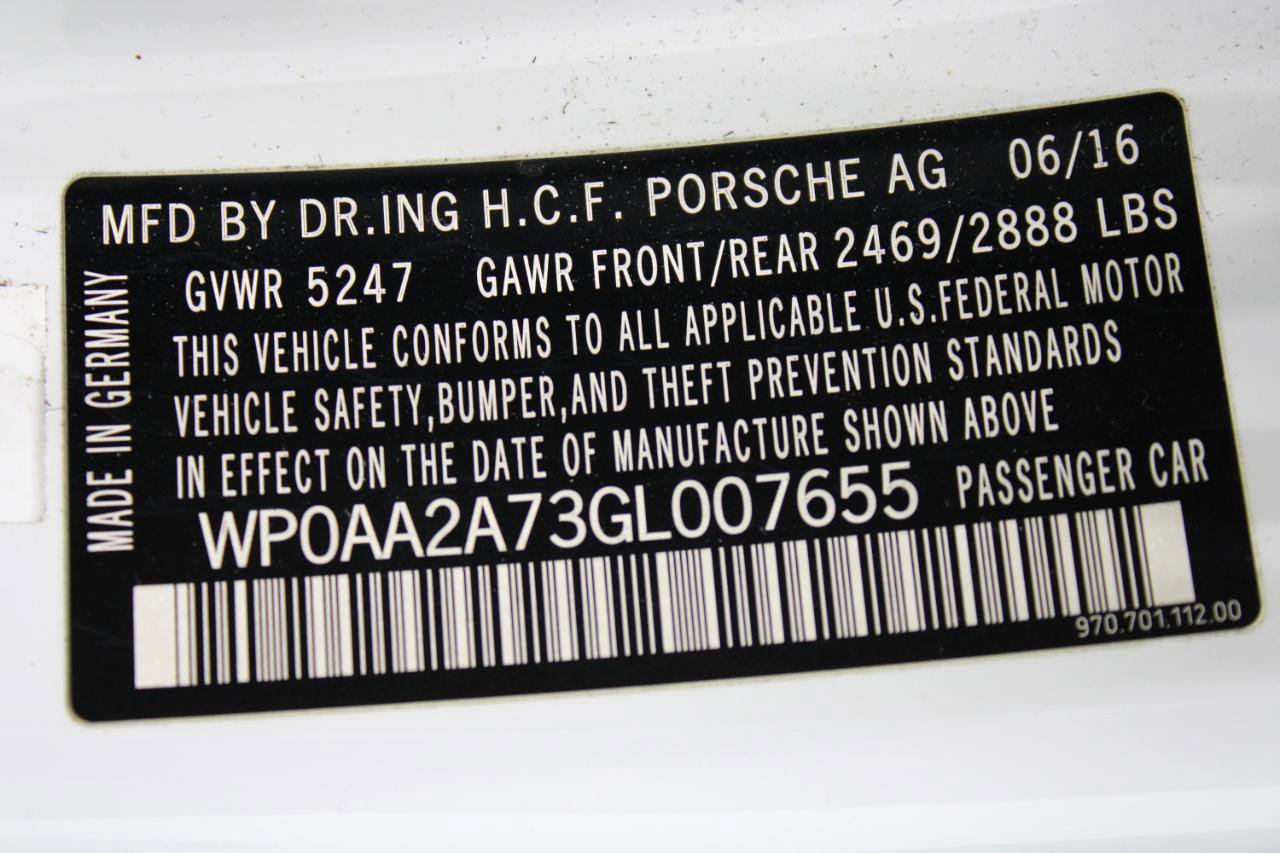 MFD BY DR.ING H.C.F. PORSCHE AG 06/16
GVWR 5247 GAWR FRONT/REAR 2469/2888 LBS
THIS VEHICLE CONFORMS TO ALL APPLICABLE U.S.FEDERAL MOTOR
VEHICLE SAFETY,BUMPER,AND THEFT PREVENTION STANDARDS
IN EFFECT ON THE DATE OF MANUFACTURE SHOWN ABOVE
WP0AA2A73GL007655 PASSENGER CAR
970.701.112.00
MADE IN GERMANY